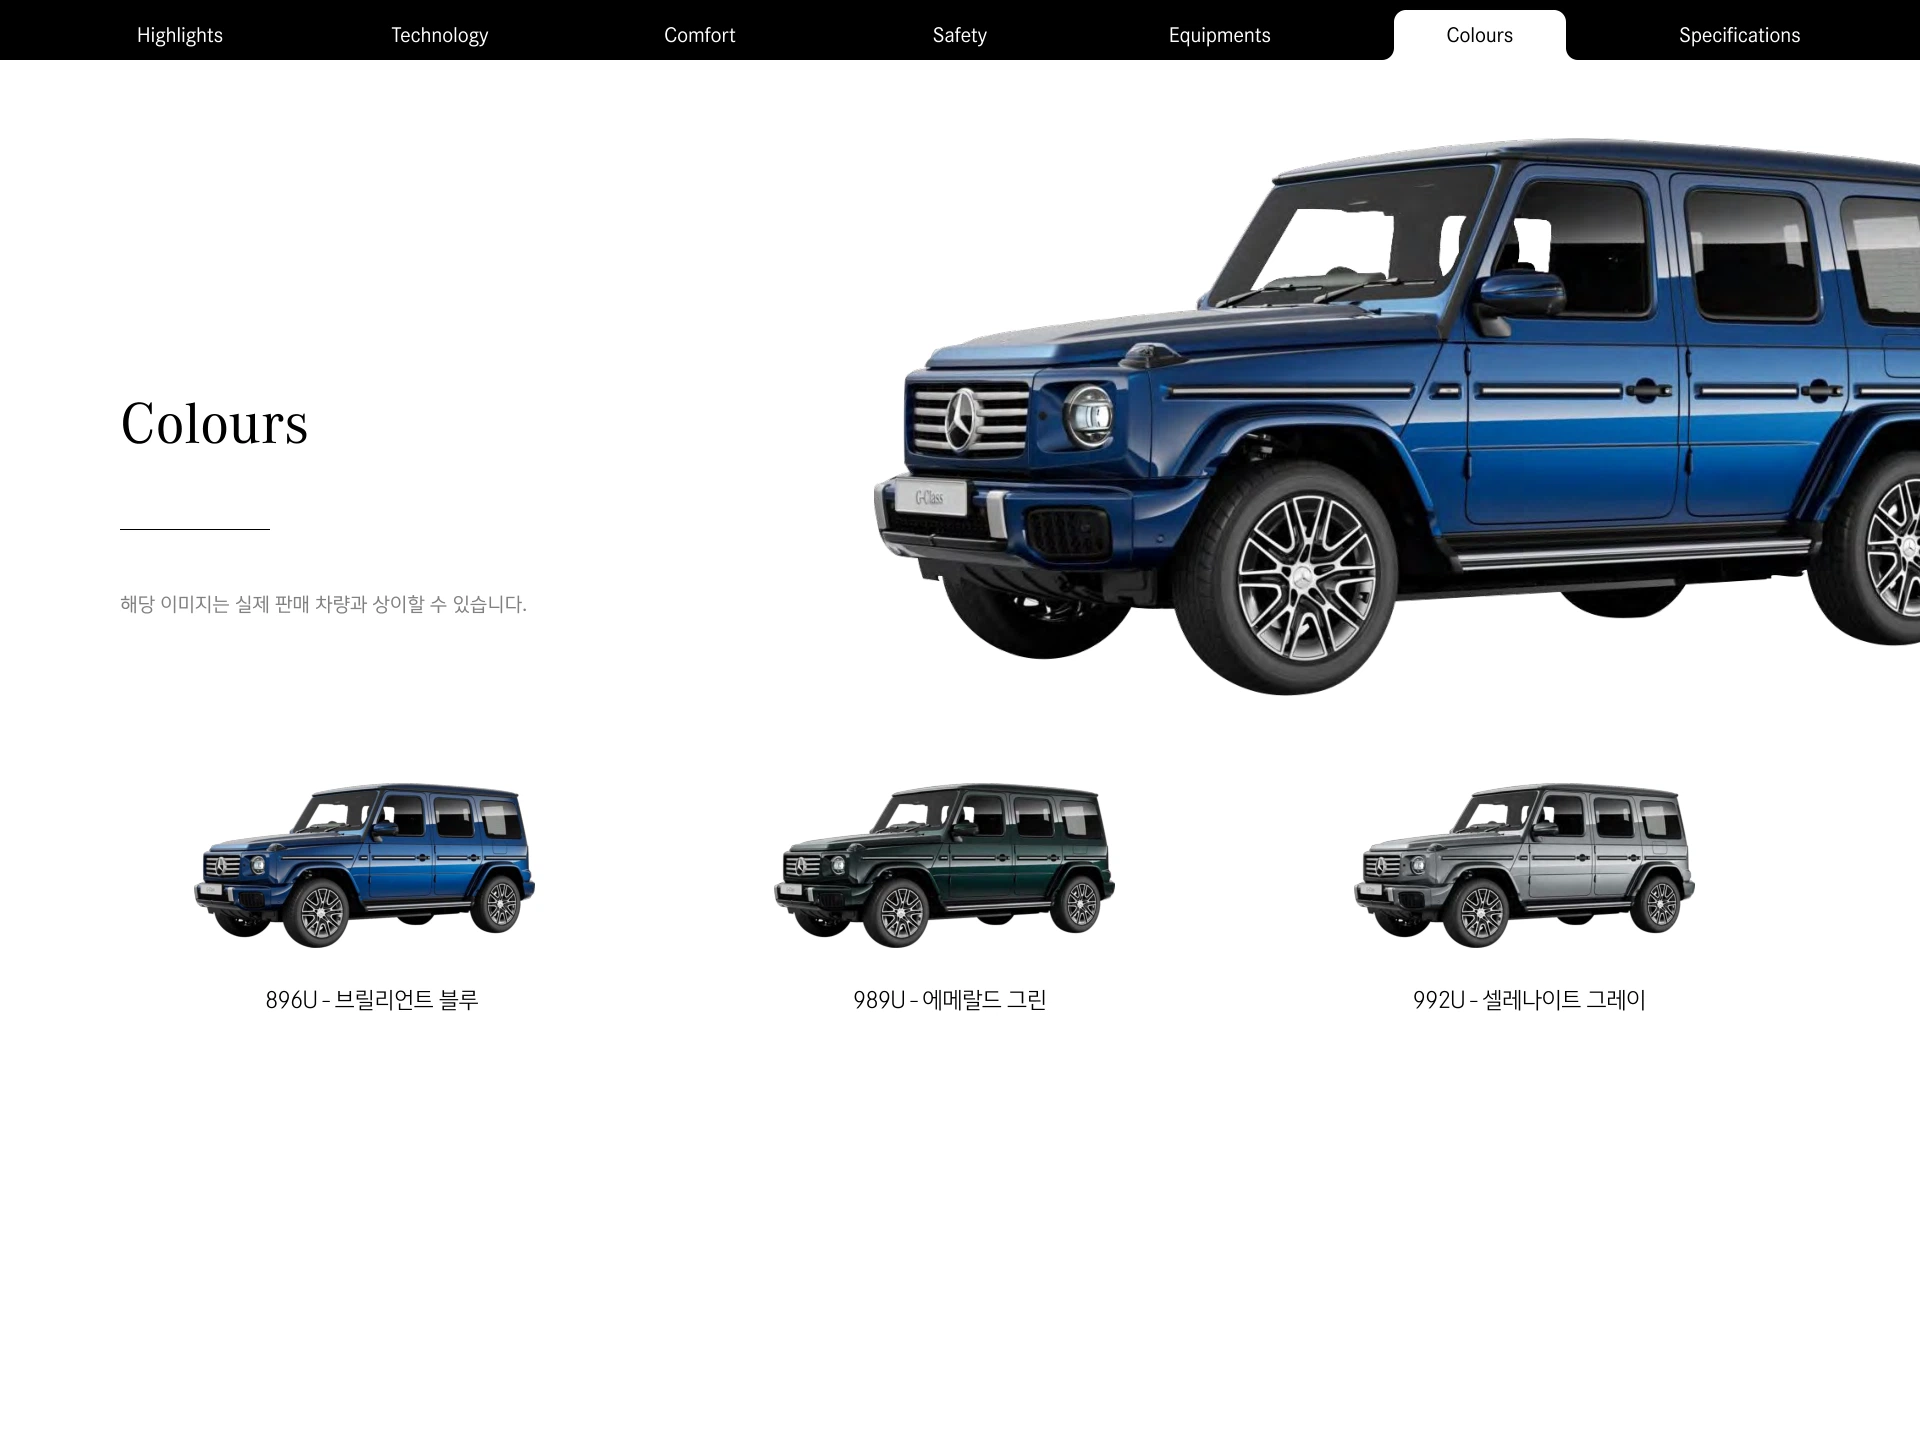 Highlights
Technology
Comfort
Safety
Equipments
Colours
Specifications
Colours
해당 이미지는 실제 판매 차량과 상이할 수 있습니다.
G-Class
896U - 브릴리언트 블루
989U - 에메랄드 그린
992U - 셀레나이트 그레이